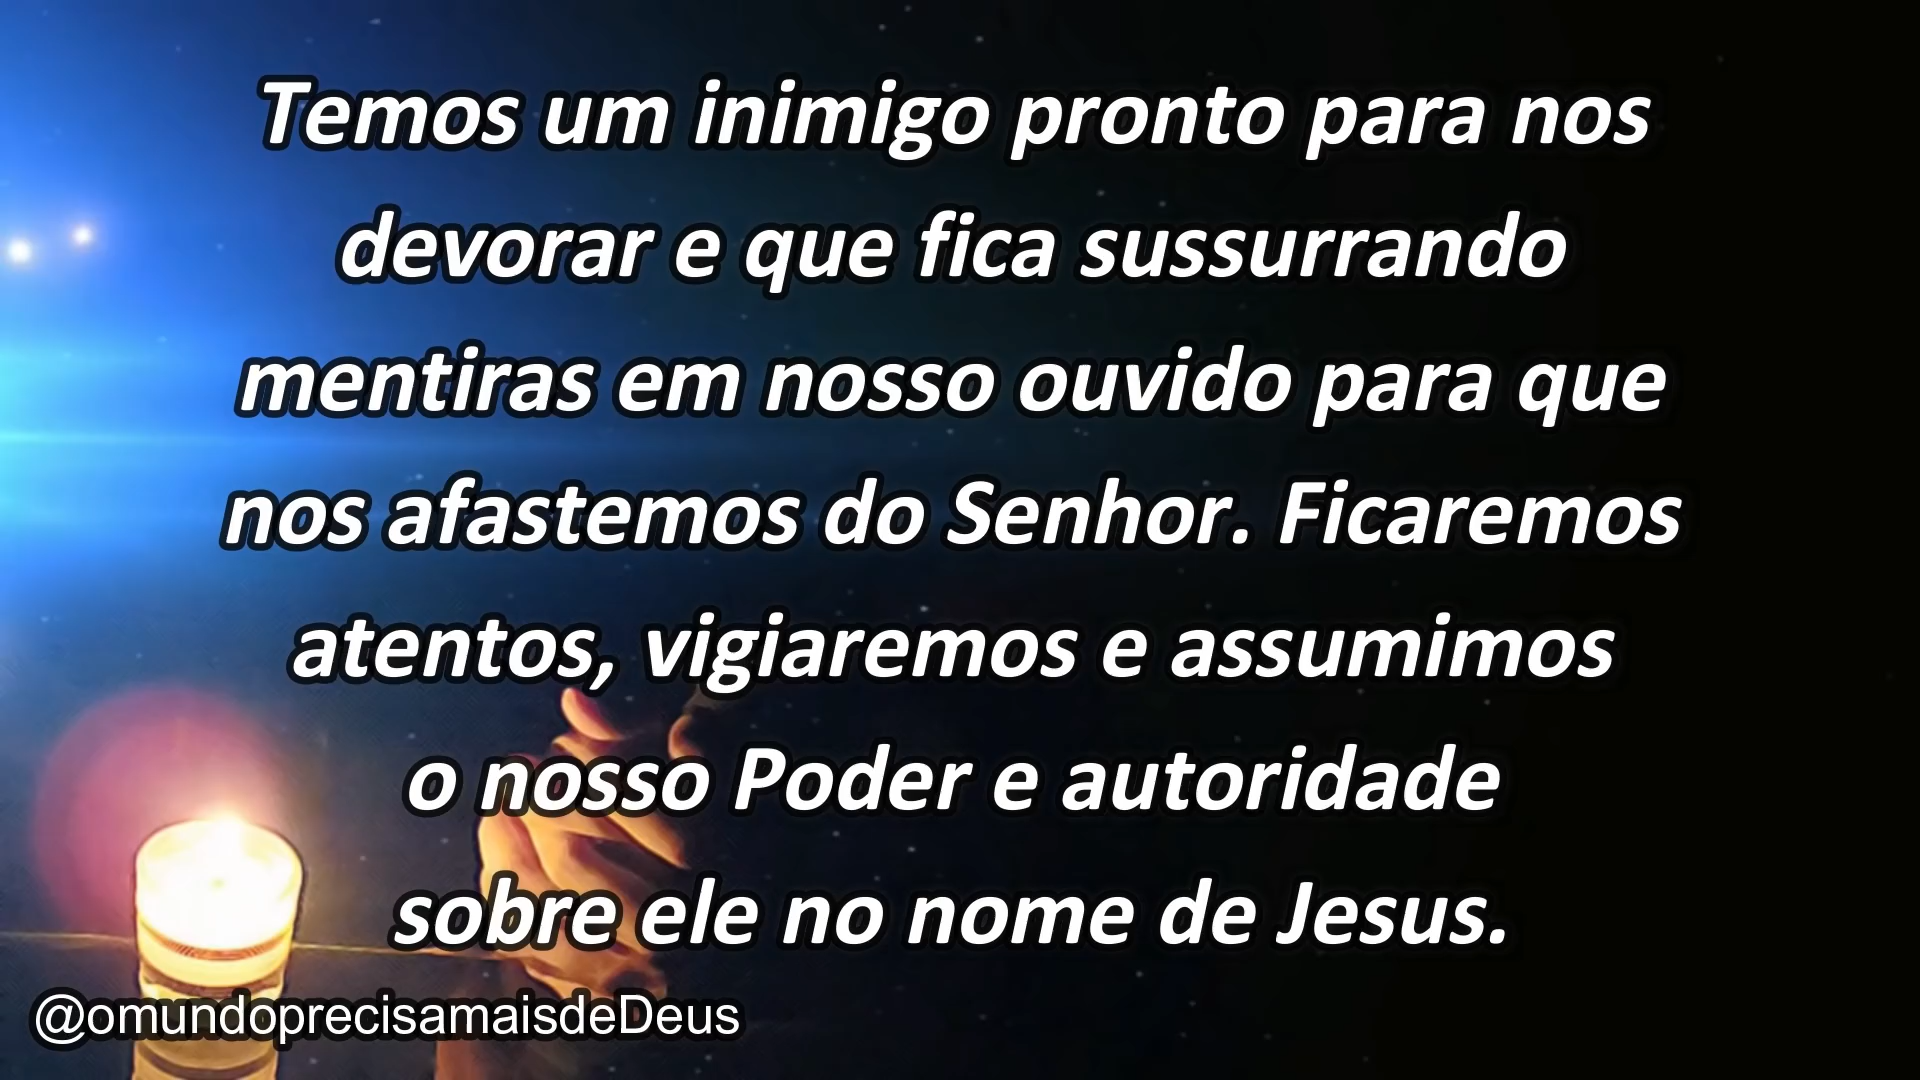 Temos um inimigo pronto para nos
devorar e que fica sussurrando
mentiras em nosso ouvido para que
nos afastemos do Senhor. Ficaremos
atentos, vigiaremos e assumimos
o nosso Poder e autoridade
sobre ele no nome de Jesus.
@omundoprecisamaisdeDeus